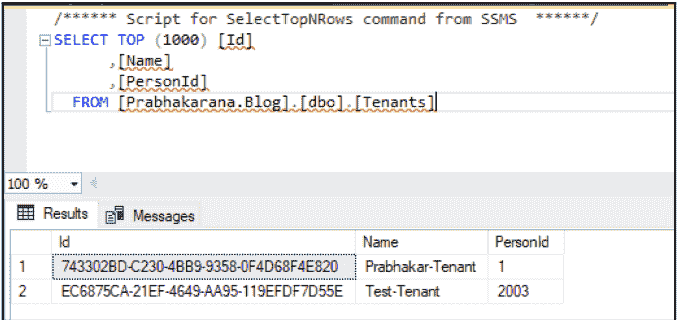 /****** Script for SelectTopNRows command from SSMS ******/
SELECT TOP (1000) [Id]
,[Name]
,[PersonId]
FROM [Prabhakarana.Blog].[dbo].[Tenants]
100 %
Results Messages
Id Name PersonId
1 743302BD-C230-4BB9-9358-0F4D68F4E820 Prabhakar-Tenant 1
2 EC6875CA-21EF-4649-AA95-119EFDF7D55E Test-Tenant 2003